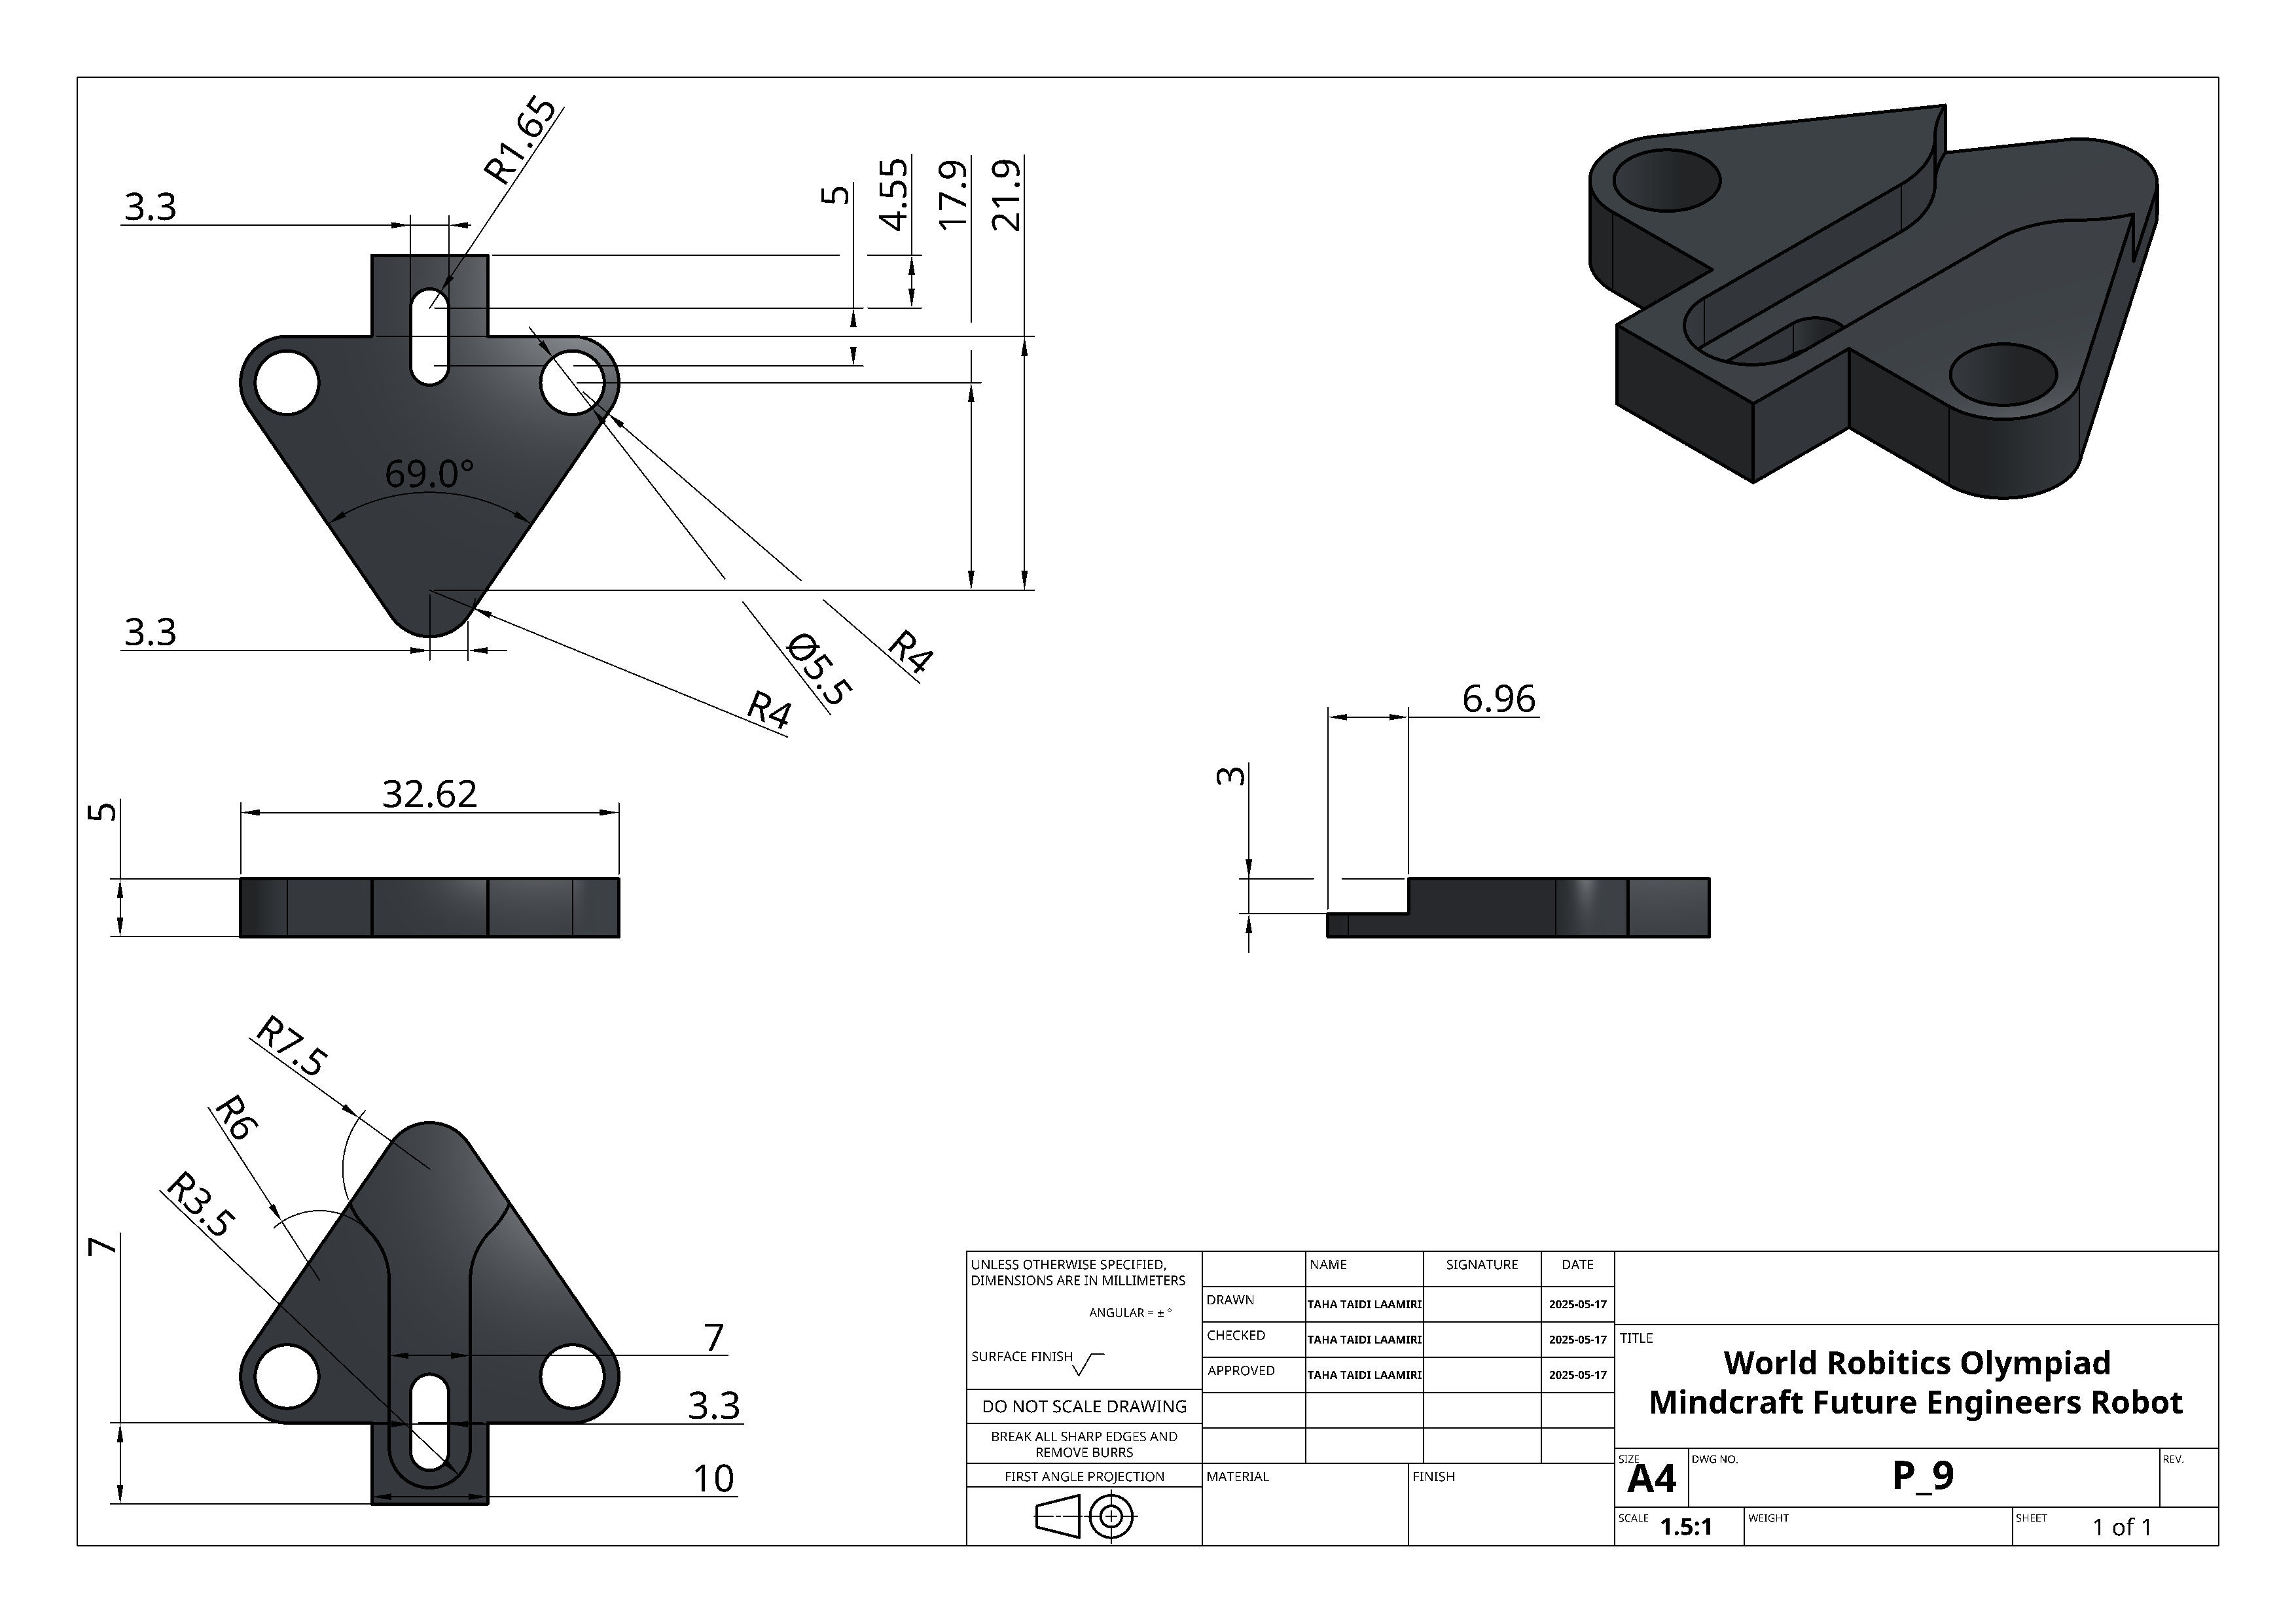 R1.65
3.3
5
4.55
17.9
21.9
69.0°
3.3
R4
Ø5.5
R4
6.96
3
32.62
5
R7.5
R6
R3.5
7
7
3.3
10
UNLESS OTHERWISE SPECIFIED,
DIMENSIONS ARE IN MILLIMETERS
ANGULAR = ± °
SURFACE FINISH
DO NOT SCALE DRAWING
BREAK ALL SHARP EDGES AND
REMOVE BURRS
FIRST ANGLE PROJECTION
NAME SIGNATURE DATE
DRAWN TAHA TAIDI LAAMIRI 2025-05-17
CHECKED TAHA TAIDI LAAMIRI 2025-05-17
APPROVED TAHA TAIDI LAAMIRI 2025-05-17
MATERIAL FINISH
TITLE
World Robitics Olympiad
Mindcraft Future Engineers Robot
SIZE A4 DWG NO. P_9 REV.
SCALE 1.5:1 WEIGHT SHEET 1 of 1